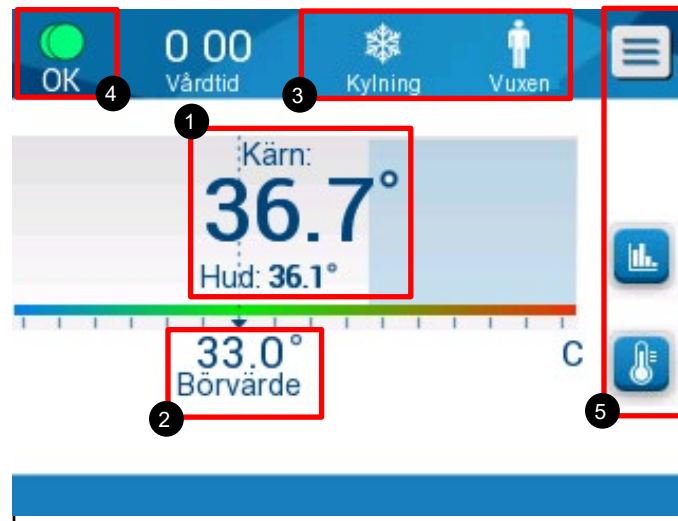 OK
4
0 00
Vårdtid
3
Kylning
Vuxen
1
Kärn:
36.7°
Hud: 36.1°
33.0°
Börvärde
C
2
5